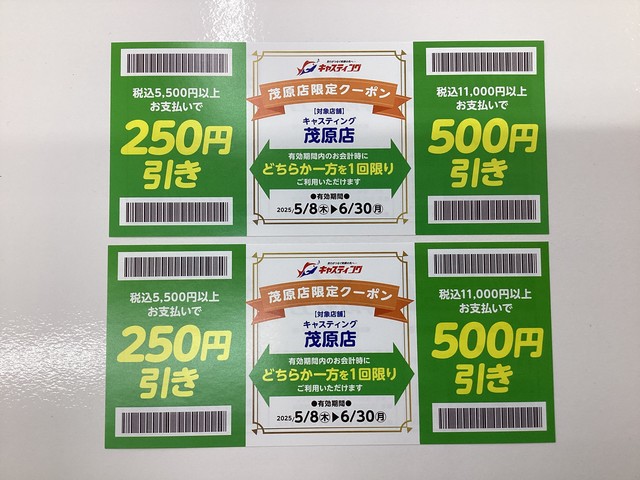 税込5,500円以上
お支払いで
250円
引き
キャスティング
茂原店限定クーポン
【対象店舗】
キャスティング
茂原店
有効期間内のお会計時に
どちらか一方を1回限り
ご利用いただけます
●有効期間●
2025/5/8㊍▶6/30㊊
税込11,000円以上
お支払いで
500円
引き
税込5,500円以上
お支払いで
250円
引き
キャスティング
茂原店限定クーポン
【対象店舗】
キャスティング
茂原店
有効期間内のお会計時に
どちらか一方を1回限り
ご利用いただけます
●有効期間●
2025/5/8㊍▶6/30㊊
税込11,000円以上
お支払いで
500円
引き